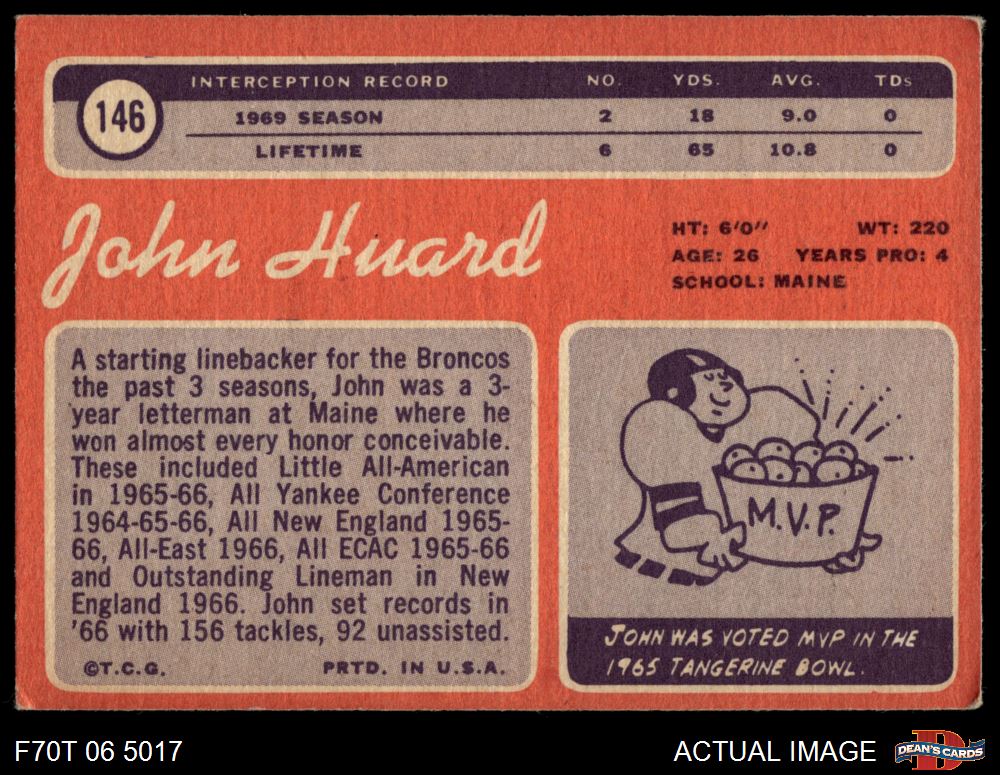 INTERCEPTION RECORD NO. YDS. AVG. TDs
146
1969 SEASON 2 18 9.0 0
LIFETIME 6 65 10.8 0
John Huard
HT: 6'0" WT: 220
AGE: 26 YEARS PRO: 4
SCHOOL: MAINE
A starting linebacker for the Broncos
the past 3 seasons, John was a 3-
year letterman at Maine where he
won almost every honor conceivable.
These included Little All-American
in 1965-66, All Yankee Conference
1964-65-66, All New England 1965-
66, All-East 1966, All ECAC 1965-66
and Outstanding Lineman in New
England 1966. John set records in
'66 with 156 tackles, 92 unassisted.
©T.C.G. PRTD. IN U.S.A.
M.V.P.
JOHN WAS VOTED MVP IN THE
1965 TANGERINE BOWL.
F70T 06 5017 ACTUAL IMAGE
D
DEAN'S CARDS